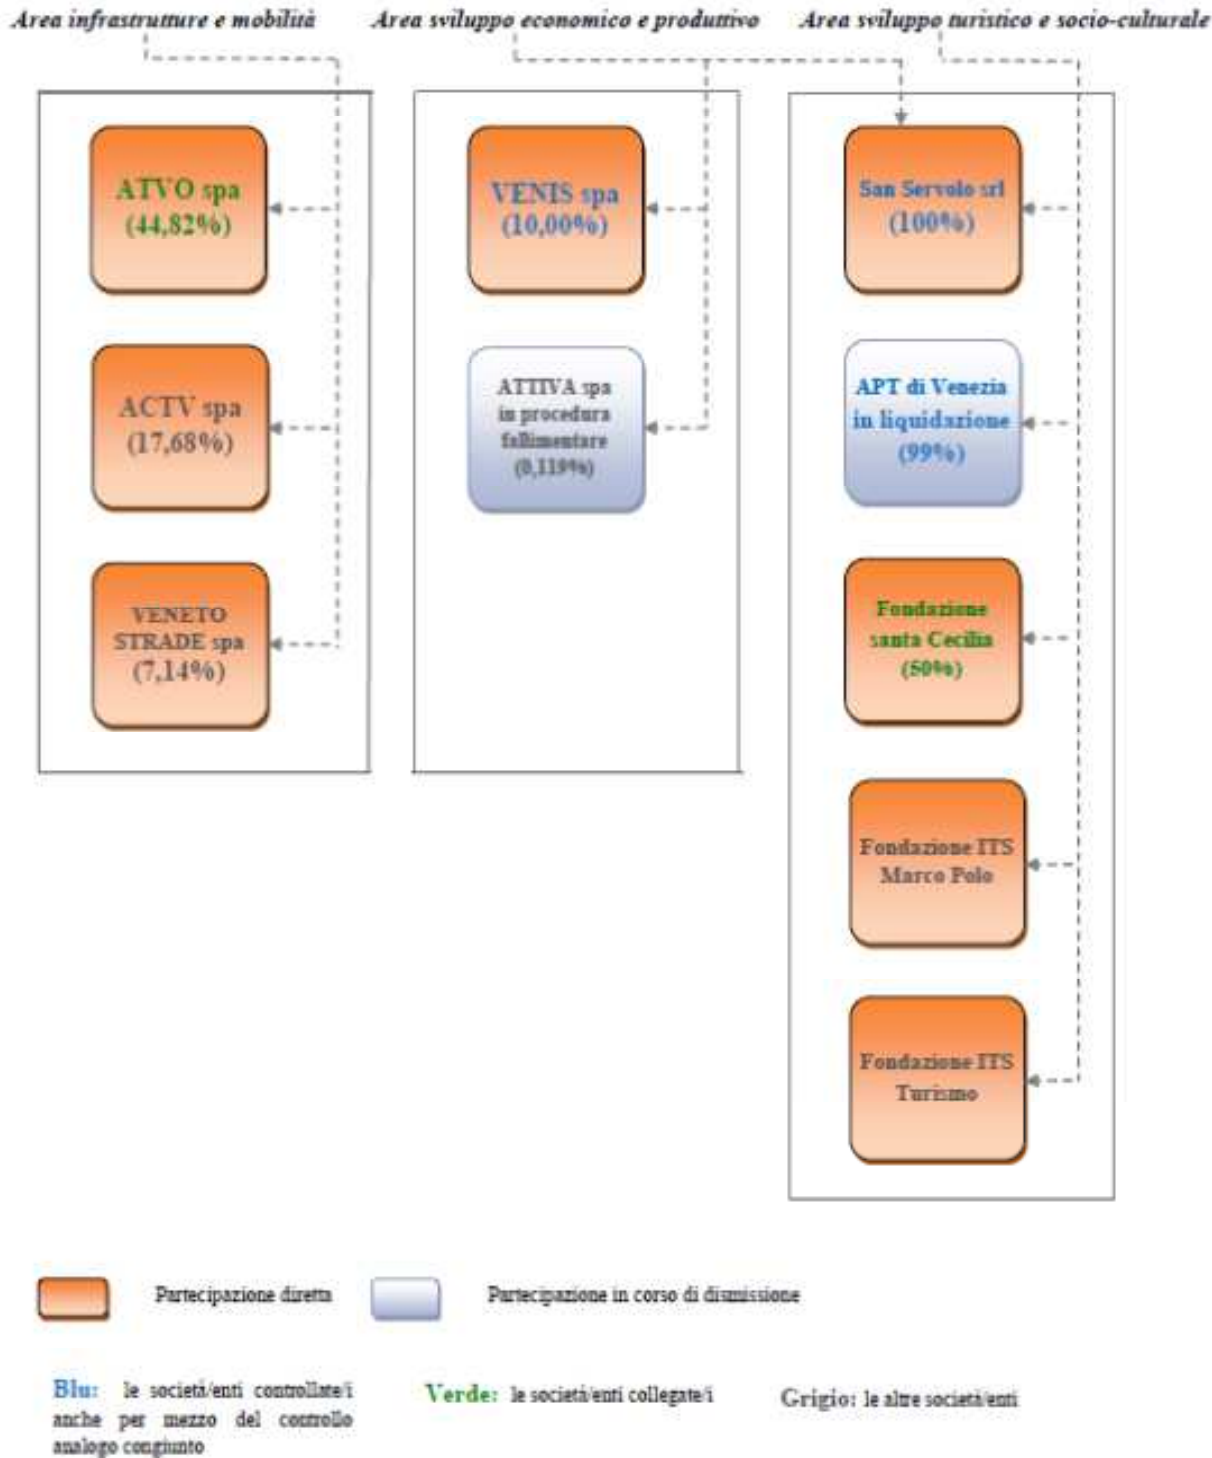 Area infrastrutture e mobilità
Area sviluppo economico e produttivo
Area sviluppo turistico e socio-culturale
ATVO spa
(44,82%)
ACTV spa
(17,68%)
VENETO
STRADE spa
(7,14%)
VENIS spa
(10,00%)
ATTIVA spa
in procedura
fallimentare
(0,119%)
San Servolo srl
(100%)
APT di Venezia
in liquidazione
(99%)
Fondazione
santa Cecilia
(50%)
Fondazione ITS
Marco Polo
Fondazione ITS
Turismo
Partecipazione diretta
Partecipazione in corso di dismissione
Blu: le società/enti controllate/i
anche per mezzo del controllo
analogo congiunto
Verde: le società/enti collegate/i
Grigio: le altre società/enti